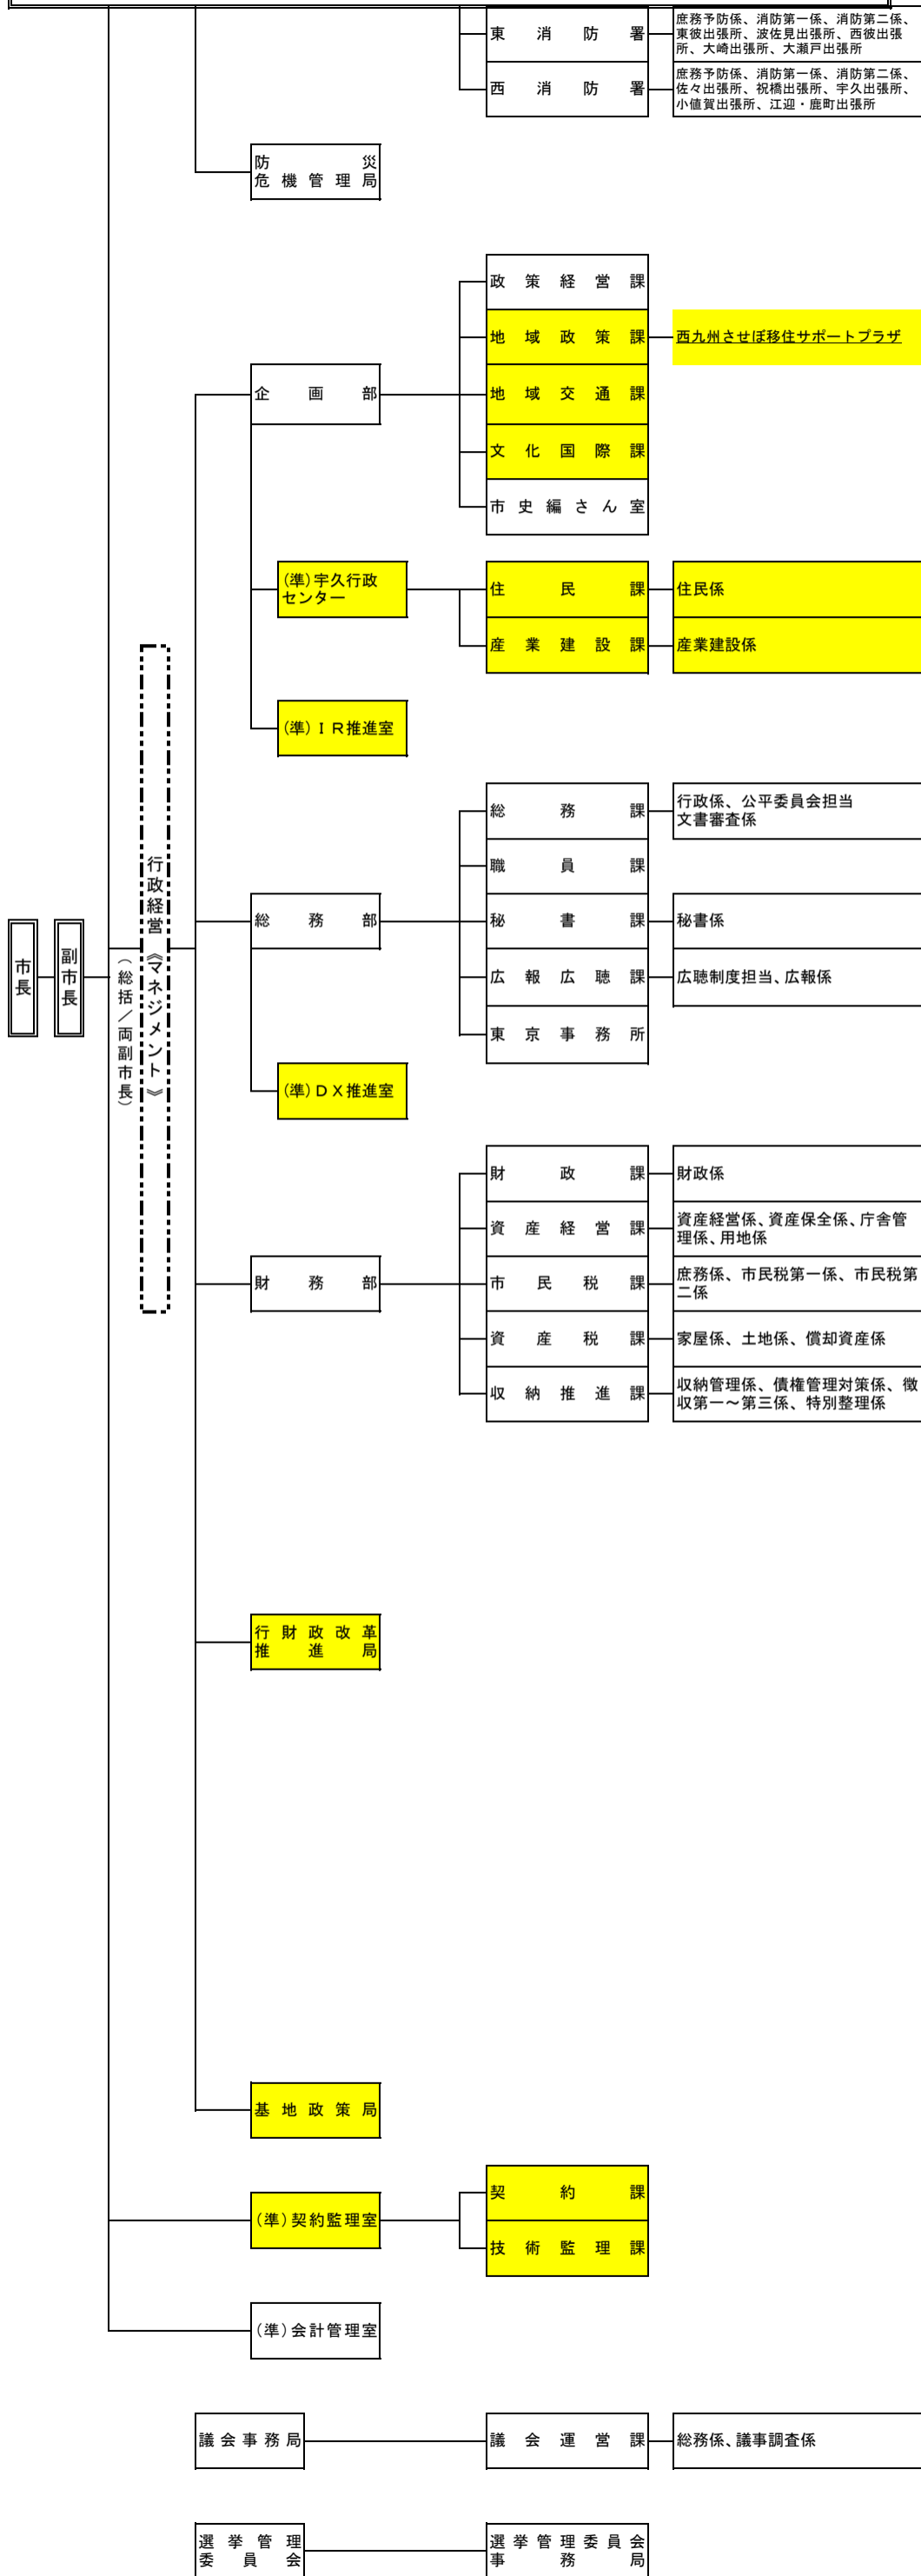 東消防署
庶務予防係、消防第一係、消防第二係、
東彼出張所、波佐見出張所、西彼出張
所、大崎出張所、大瀬戸出張所
西消防署
庶務予防係、消防第一係、消防第二係、
佐々出張所、祝橋出張所、宇久出張所、
小値賀出張所、江迎・鹿町出張所
防災
危機管理局
政策経営課
地域政策課
西九州させぼ移住サポートプラザ
企画部
地域交通課
文化国際課
市史編さん室
(準)宇久行政
センター
住民課
住民係
産業建設課
産業建設係
(準)ＩＲ推進室
総務課
行政係、公平委員会担当
文書審査係
職員課
総務部
秘書課
秘書係
広報広聴課
広聴制度担当、広報係
東京事務所
市長
副市長
(総括/両副市長)
行政経営《マネジメント》
(準)ＤＸ推進室
財政課
財政係
資産経営課
資産経営係、資産保全係、庁舎管
理係、用地係
財務部
市民税課
庶務係、市民税第一係、市民税第
二係
資産税課
家屋係、土地係、償却資産係
収納推進課
収納管理係、債権管理対策係、徴
収第一～第三係、特別整理係
行財政改革
推進局
基地政策局
契約課
(準)契約監理室
技術監理課
(準)会計管理室
議会事務局
議会運営課
総務係、議事調査係
選挙管理
委員会
選挙管理委員会
事務局